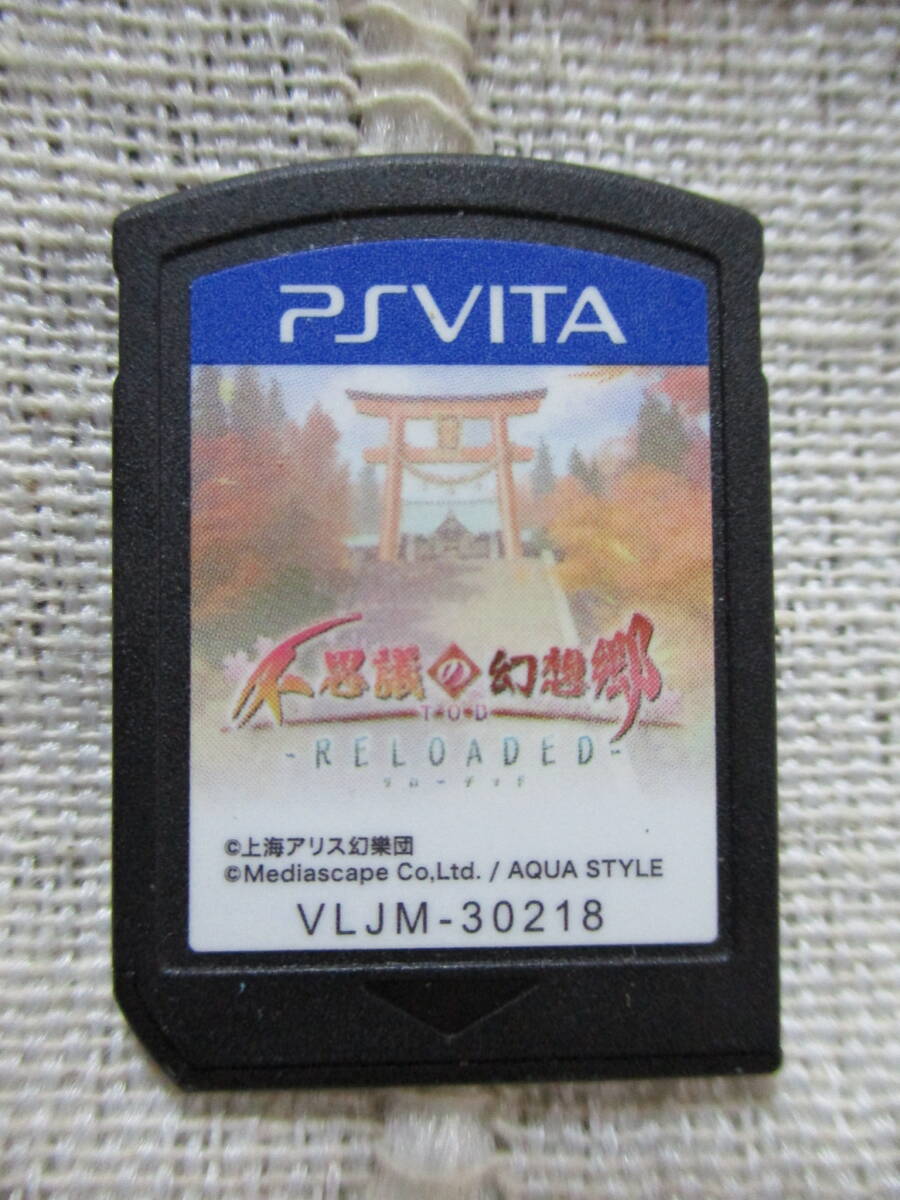 PSVITA
不思議の幻想郷
TOD
-RELOADED-
リローデッド
©上海アリス幻樂団
©Mediascape Co,Ltd. / AQUA STYLE
VLJM-30218